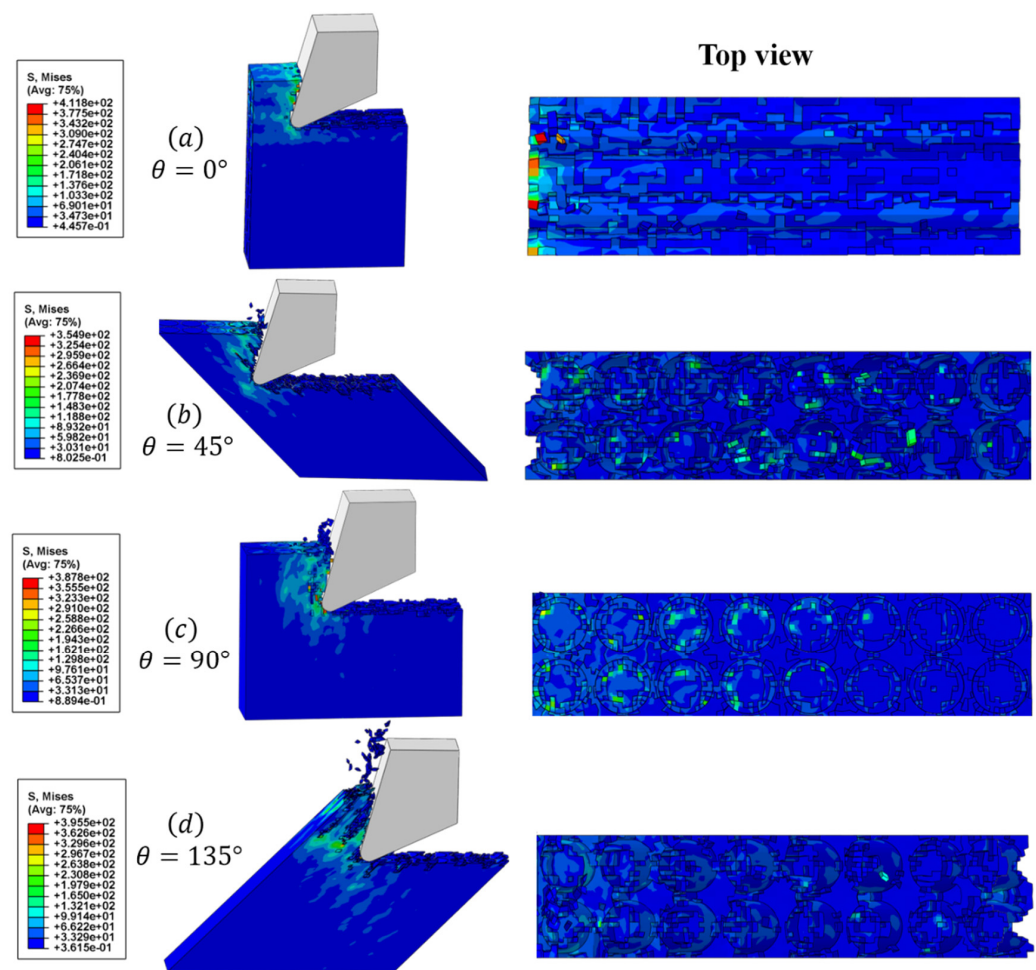 Top view
S, Mises
(Avg: 75%)
+4.118e+02
+3.775e+02
+3.432e+02
+3.090e+02
+2.747e+02
+2.404e+02
+2.061e+02
+1.718e+02
+1.376e+02
+1.033e+02
+6.901e+01
+3.473e+01
+4.457e-01
(a)
θ = 0°
S, Mises
(Avg: 75%)
+3.549e+02
+3.254e+02
+2.959e+02
+2.664e+02
+2.369e+02
+2.074e+02
+1.778e+02
+1.483e+02
+1.188e+02
+8.932e+01
+5.982e+01
+3.031e+01
+8.025e-01
(b)
θ = 45°
S, Mises
(Avg: 75%)
+3.878e+02
+3.555e+02
+3.233e+02
+2.910e+02
+2.588e+02
+2.266e+02
+1.943e+02
+1.621e+02
+1.298e+02
+9.761e+01
+6.537e+01
+3.313e+01
+8.894e-01
(c)
θ = 90°
S, Mises
(Avg: 75%)
+3.955e+02
+3.626e+02
+3.296e+02
+2.967e+02
+2.638e+02
+2.308e+02
+1.979e+02
+1.650e+02
+1.321e+02
+9.914e+01
+6.622e+01
+3.329e+01
+3.615e-01
(d)
θ = 135°